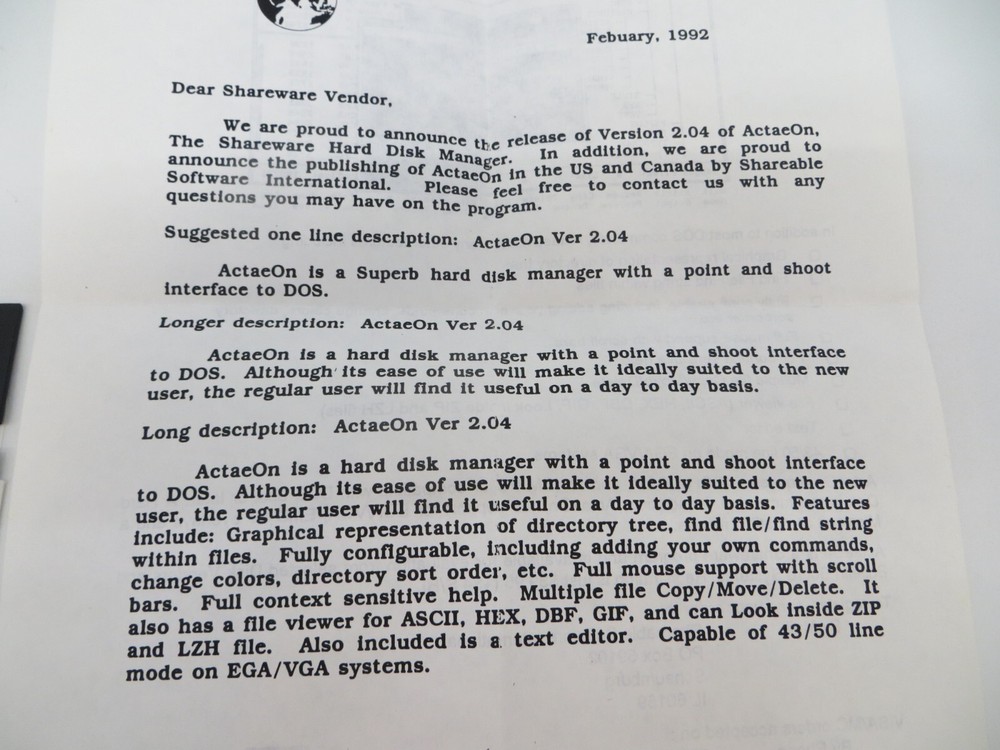 Febuary, 1992
Dear Shareware Vendor,
We are proud to announce the release of Version 2.04 of ActaeOn,
The Shareware Hard Disk Manager. In addition, we are proud to
announce the publishing of ActaeOn in the US and Canada by Shareable
Software International. Please feel free to contact us with any
questions you may have on the program.
Suggested one line description: ActaeOn Ver 2.04
ActaeOn is a Superb hard disk manager with a point and shoot
interface to DOS.
Longer description: ActaeOn Ver 2.04
ActaeOn is a hard disk manager with a point and shoot interface
to DOS. Although its ease of use will make it ideally suited to the new
user, the regular user will find it useful on a day to day basis.
Long description: ActaeOn Ver 2.04
ActaeOn is a hard disk manager with a point and shoot interface
to DOS. Although its ease of use will make it ideally suited to the new
user, the regular user will find it useful on a day to day basis. Features
include: Graphical representation of directory tree, find file/find string
within files. Fully configurable, including adding your own commands,
change colors, directory sort order, etc. Full mouse support with scroll
bars. Full context sensitive help. Multiple file Copy/Move/Delete. It
also has a file viewer for ASCII, HEX, DBF, GIF, and can Look inside ZIP
and LZH file. Also included is a text editor. Capable of 43/50 line
mode on EGA/VGA systems.